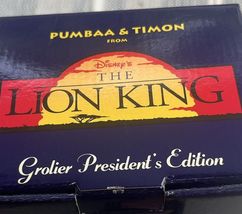 PUMBAA & TIMON
FROM
DISNEY'S
THE
LION KING
Grolier President's Edition